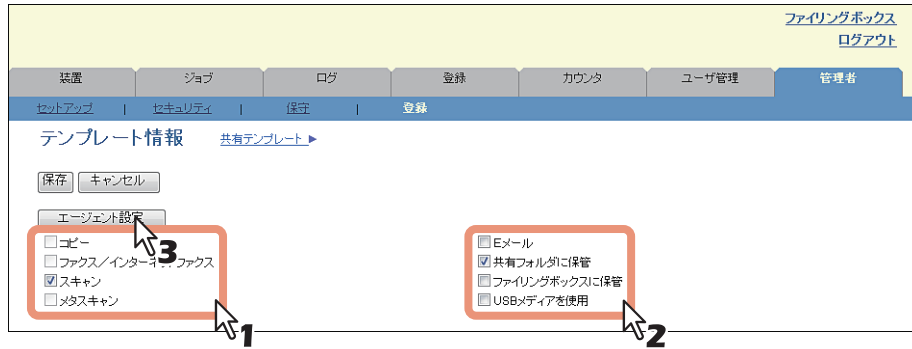 ファイリングボックス
ログアウト
装置 ジョブ ログ 登録 カウンタ ユーザ管理 管理者
セットアップ | セキュリティ | 保守 | 登録
テンプレート情報 共有テンプレート
保存 キャンセル
エージェント設定
3
コピー
ファクス/インターネットファクス
スキャン
メタスキャン
1
Eメール
共有フォルダに保管
ファイリングボックスに保管
USBメディアを使用
2